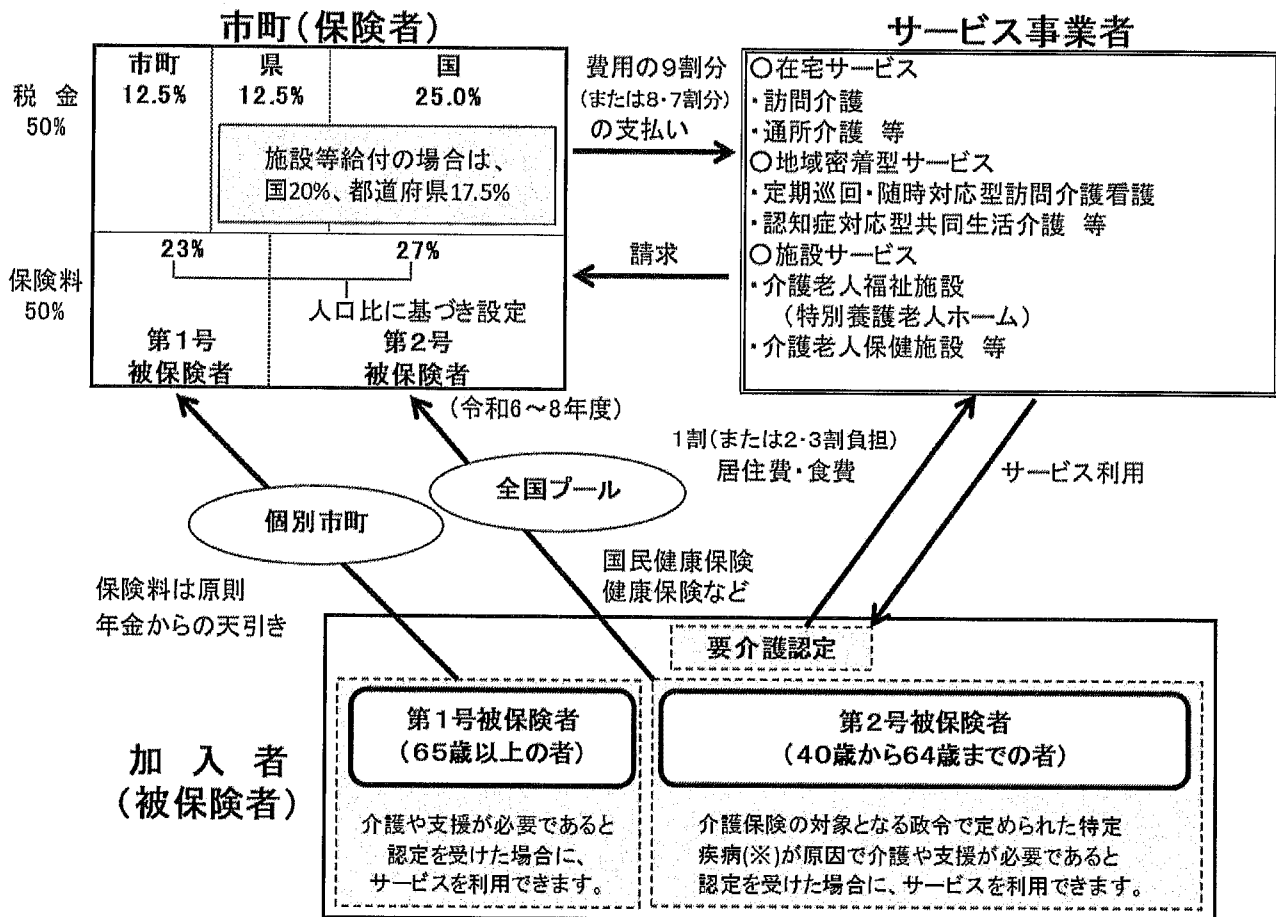 市町(保険者)
市町
12.5%
県
12.5%
国
25.0%
税 金
50%
施設等給付の場合は、
国20%、都道府県17.5%
23%
27%
保険料
50%
人口比に基づき設定
第1号
被保険者
第2号
被保険者
(令和6~8年度)
費用の9割分
(または8・7割分)
の支払い
請求
サービス事業者
○在宅サービス
・訪問介護
・通所介護 等
○地域密着型サービス
・定期巡回・随時対応型訪問介護看護
・認知症対応型共同生活介護 等
○施設サービス
・介護老人福祉施設
(特別養護老人ホーム)
・介護老人保健施設 等
1割(または2・3割負担)
居住費・食費
サービス利用
全国プール
個別市町
国民健康保険
健康保険など
保険料は原則
年金からの天引き
要介護認定
加 入 者
(被保険者)
第1号被保険者
(65歳以上の者)
介護や支援が必要であると
認定を受けた場合に、
サービスを利用できます。
第2号被保険者
(40歳から64歳までの者)
介護保険の対象となる政令で定められた特定
疾病(※)が原因で介護や支援が必要であると
認定を受けた場合に、サービスを利用できます。